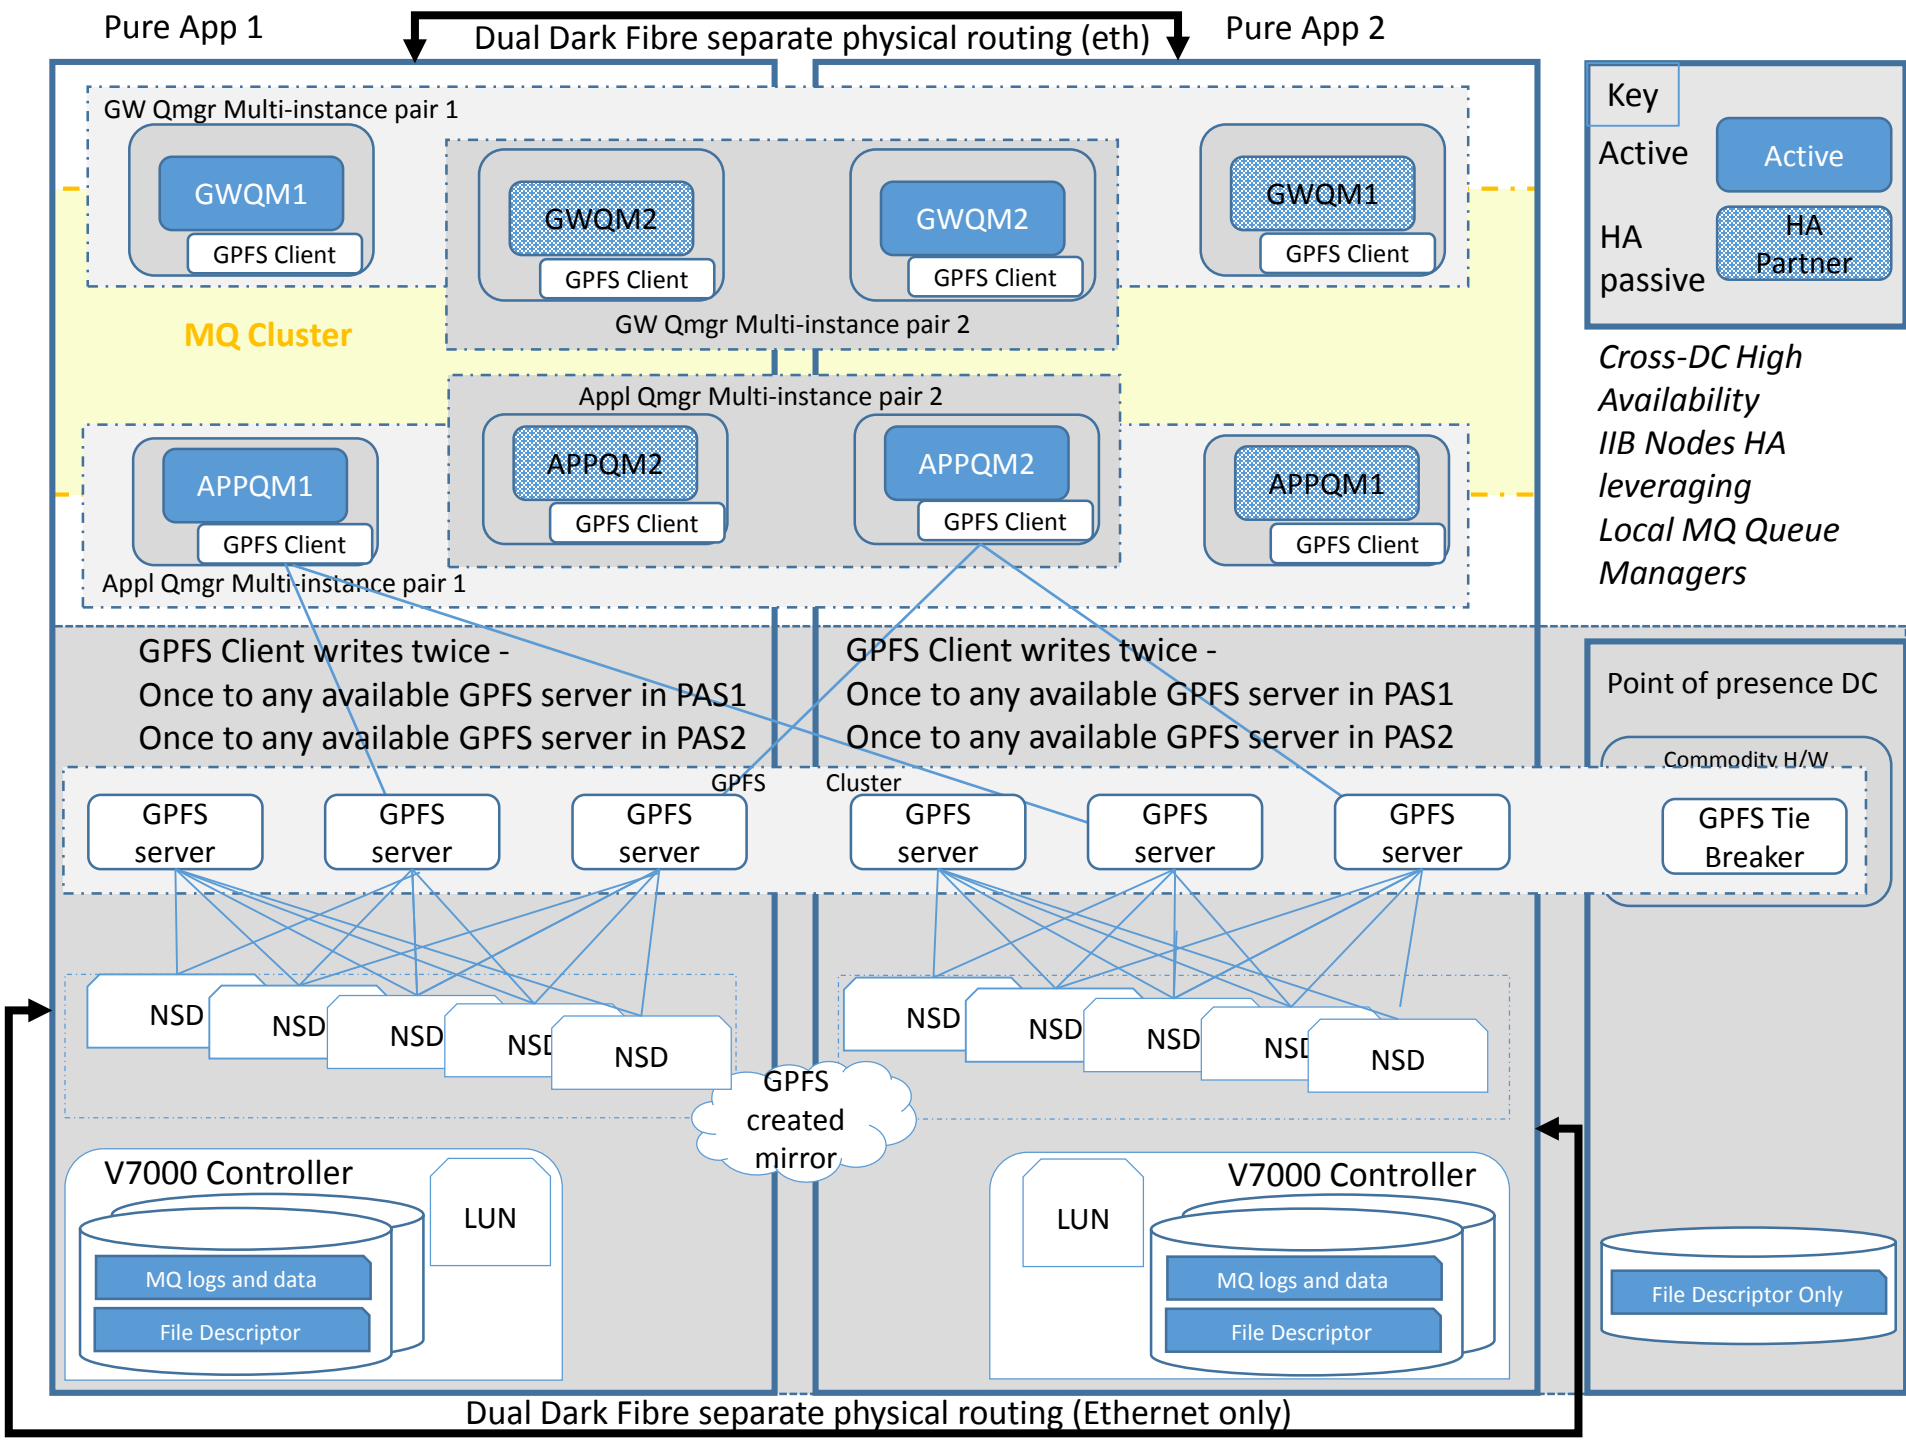 Pure App 1
Dual Dark Fibre separate physical routing (eth)
Pure App 2
GW Qmgr Multi-instance pair 1
GWQM1
GPFS Client
GWQM2
GPFS Client
GWQM2
GPFS Client
GWQM1
GPFS Client
GW Qmgr Multi-instance pair 2
MQ Cluster
Appl Qmgr Multi-instance pair 2
APPQM1
GPFS Client
APPQM2
GPFS Client
APPQM2
GPFS Client
APPQM1
GPFS Client
Appl Qmgr Multi-instance pair 1
Key
Active
Active
HA
passive
HA
Partner
Cross-DC High
Availability
IIB Nodes HA
leveraging
Local MQ Queue
Managers
GPFS Client writes twice -
Once to any available GPFS server in PAS1
Once to any available GPFS server in PAS2
GPFS Client writes twice -
Once to any available GPFS server in PAS1
Once to any available GPFS server in PAS2
Point of presence DC
Commodity H/W
GPFS Cluster
GPFS
server
GPFS
server
GPFS
server
GPFS
server
GPFS
server
GPFS
server
GPFS Tie
Breaker
NSD
NSD
NSD
NSD
NSD
NSD
NSD
NSD
NSD
NSD
GPFS
created
mirror
V7000 Controller
LUN
MQ logs and data
File Descriptor
V7000 Controller
LUN
MQ logs and data
File Descriptor
File Descriptor Only
Dual Dark Fibre separate physical routing (Ethernet only)